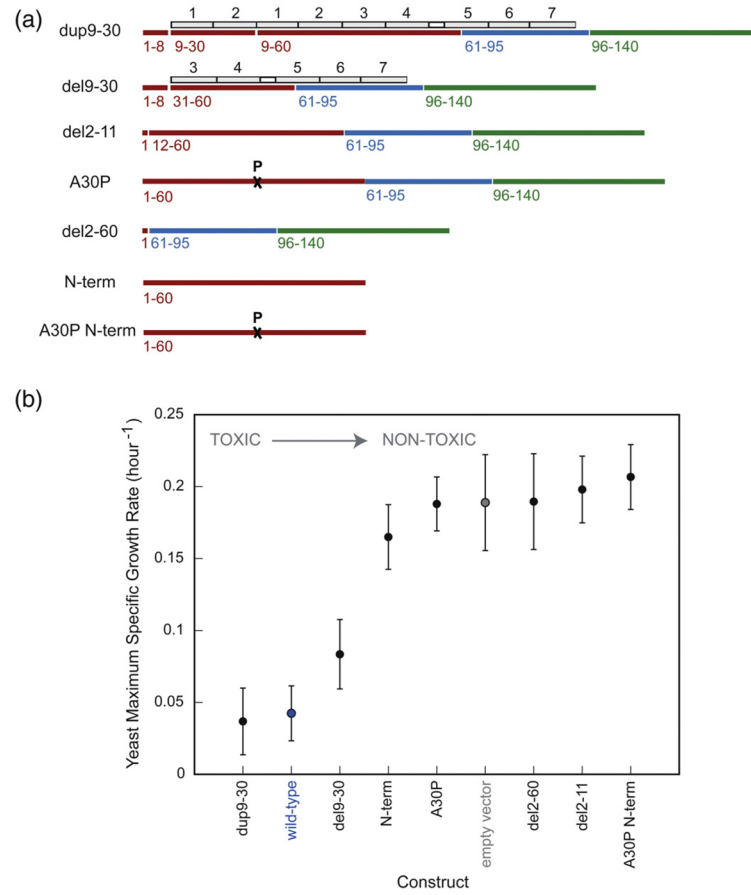 (a)
1 2 1 2 3 4 5 6 7
dup9-30
1-8 9-30 9-60 61-95 96-140
3 4 5 6 7
del9-30
1-8 31-60 61-95 96-140
del2-11
1 12-60 61-95 96-140
P
A30P X
1-60 61-95 96-140
del2-60
1 61-95 96-140
N-term
1-60
P
A30P N-term X
1-60
(b)
0.25
TOXIC NON-TOXIC
0.2
0.15
0.1
0.05
0
Yeast Maximum Specific Growth Rate (hour⁻¹)
dup9-30
wild-type
del9-30
N-term
A30P
empty vector
del2-60
del2-11
A30P N-term
Construct